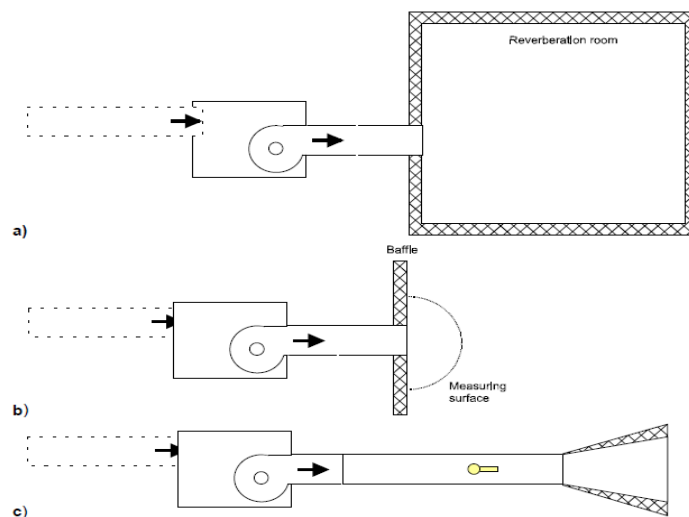 Reverberation room
a)
Baffle
Measuring
surface
b)
c)